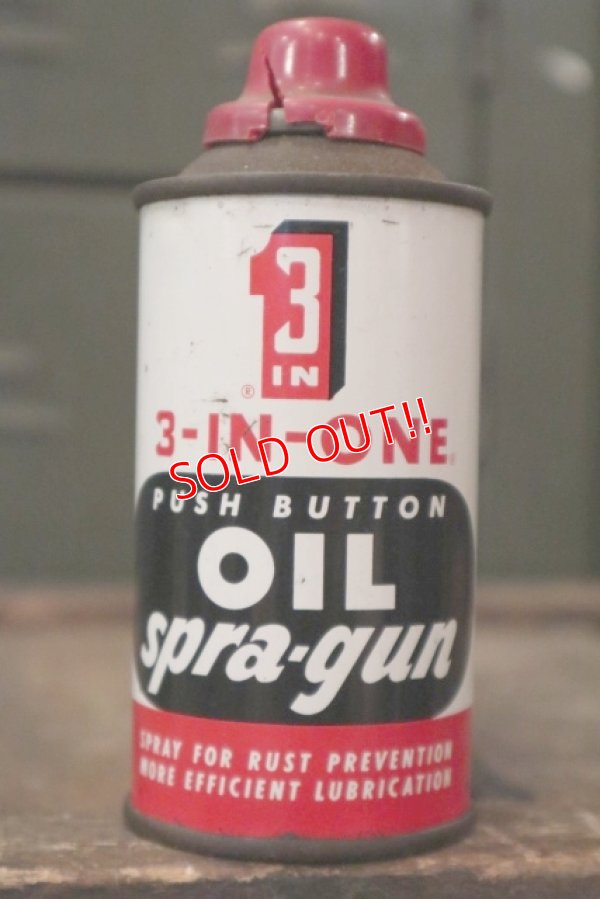 3
IN
®
3-IN-ONE
SOLD OUT!!
PUSH BUTTON
OIL
spra-gun
SPRAY FOR RUST PREVENTION
MORE EFFICIENT LUBRICATION